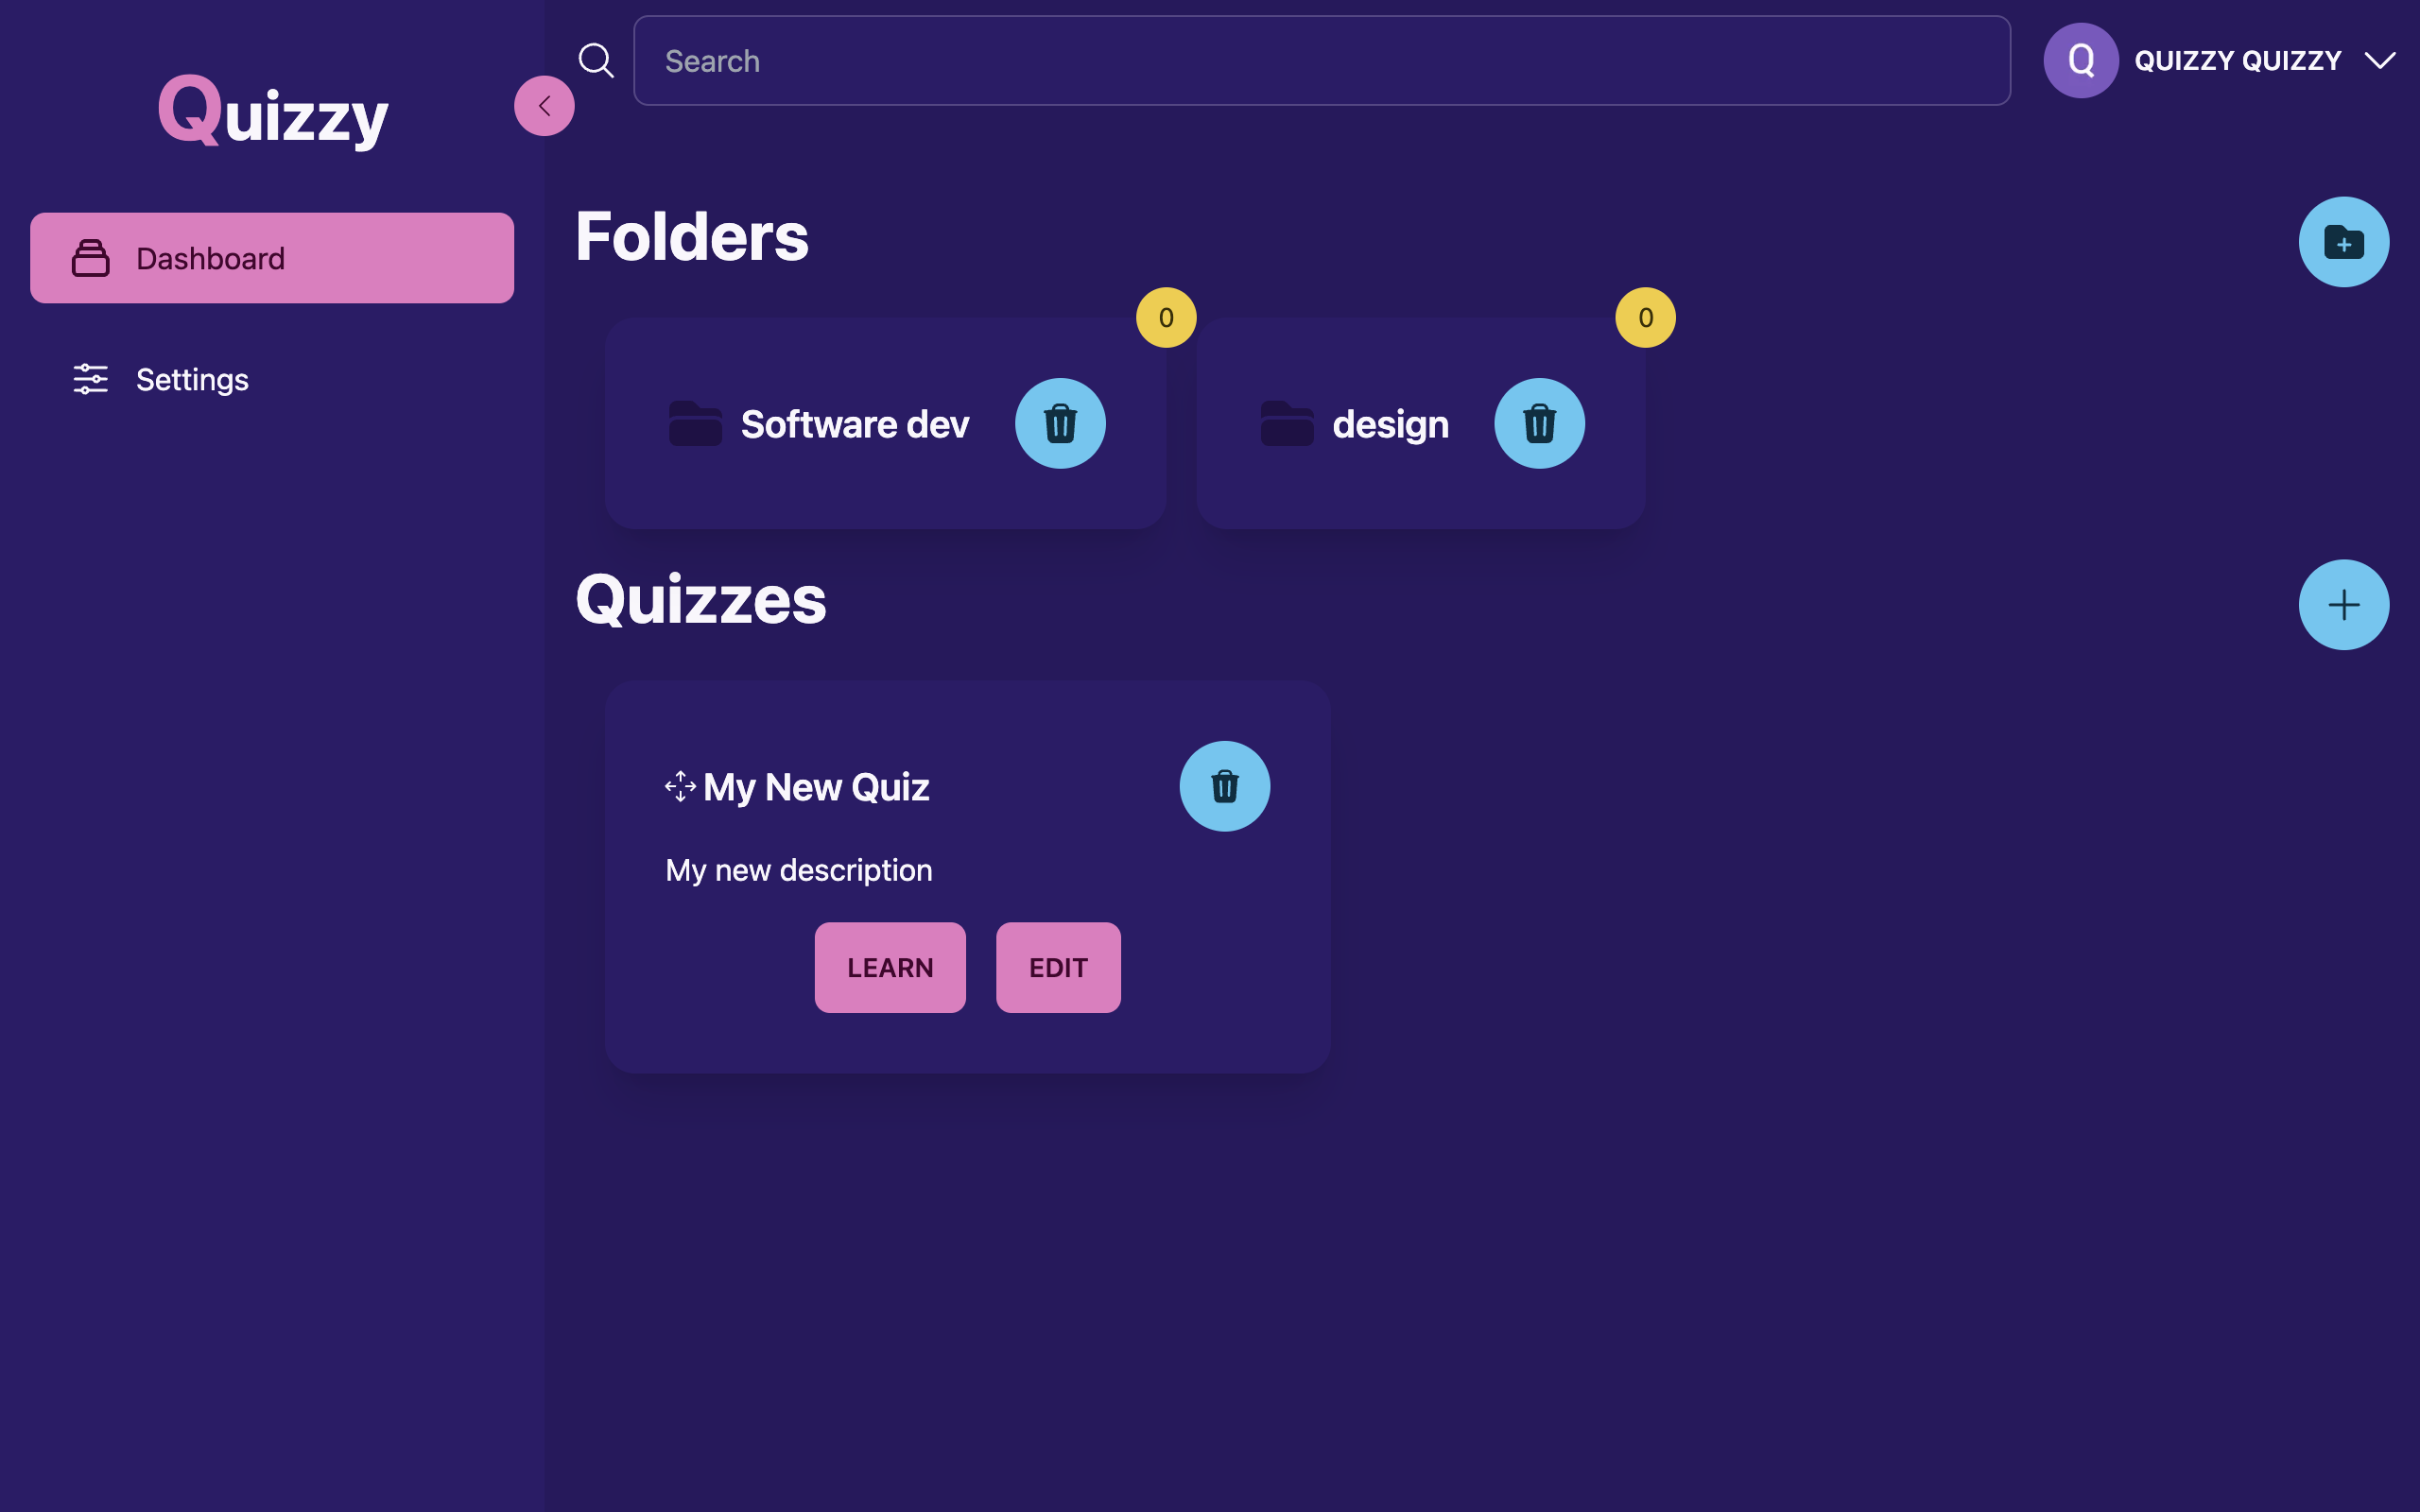 Quizzy
Search
Q
QUIZZY QUIZZY
Dashboard
Settings
Folders
0
0
Software dev
design
Quizzes
My New Quiz
My new description
LEARN
EDIT